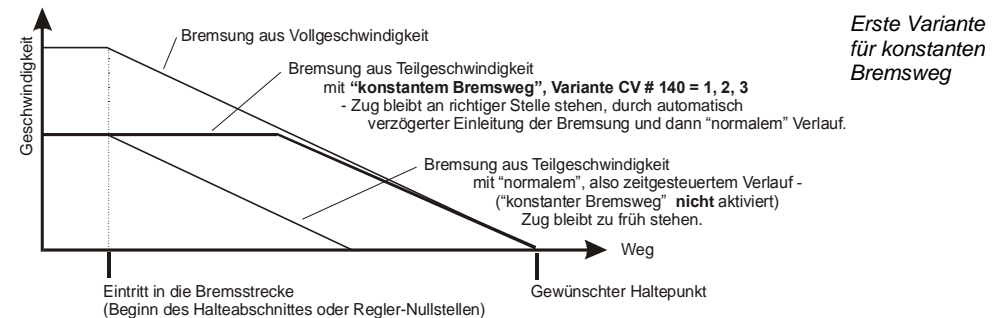 Erste Variante
für konstanten
Bremsweg
Geschwindigkeit
Bremsung aus Vollgeschwindigkeit
Bremsung aus Teilgeschwindigkeit
mit “konstantem Bremsweg”, Variante CV # 140 = 1, 2, 3
- Zug bleibt an richtiger Stelle stehen, durch automatisch
verzögerter Einleitung der Bremsung und dann “normalem” Verlauf.
Bremsung aus Teilgeschwindigkeit
mit “normalem”, also zeitgesteuertem Verlauf -
(“konstanter Bremsweg” nicht aktiviert)
Zug bleibt zu früh stehen.
Weg
Eintritt in die Bremsstrecke
(Beginn des Halteabschnittes oder Regler-Nullstellen)
Gewünschter Haltepunkt